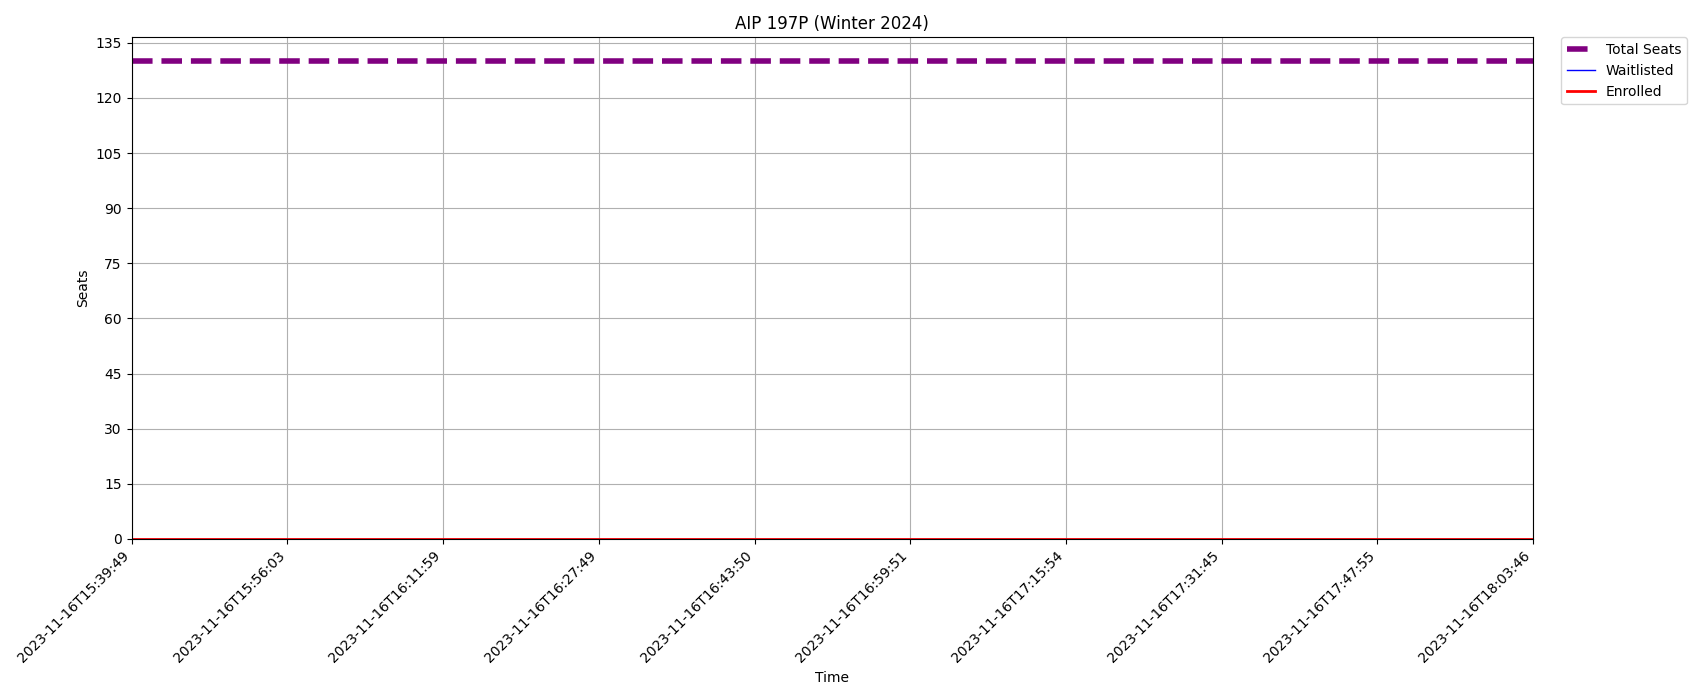 AIP 197P (Winter 2024)
Total Seats
Waitlisted
Enrolled
Seats
135
120
105
90
75
60
45
30
15
0
2023-11-16T15:39:49
2023-11-16T15:56:03
2023-11-16T16:11:59
2023-11-16T16:27:49
2023-11-16T16:43:50
2023-11-16T16:59:51
2023-11-16T17:15:54
2023-11-16T17:31:45
2023-11-16T17:47:55
2023-11-16T18:03:46
Time